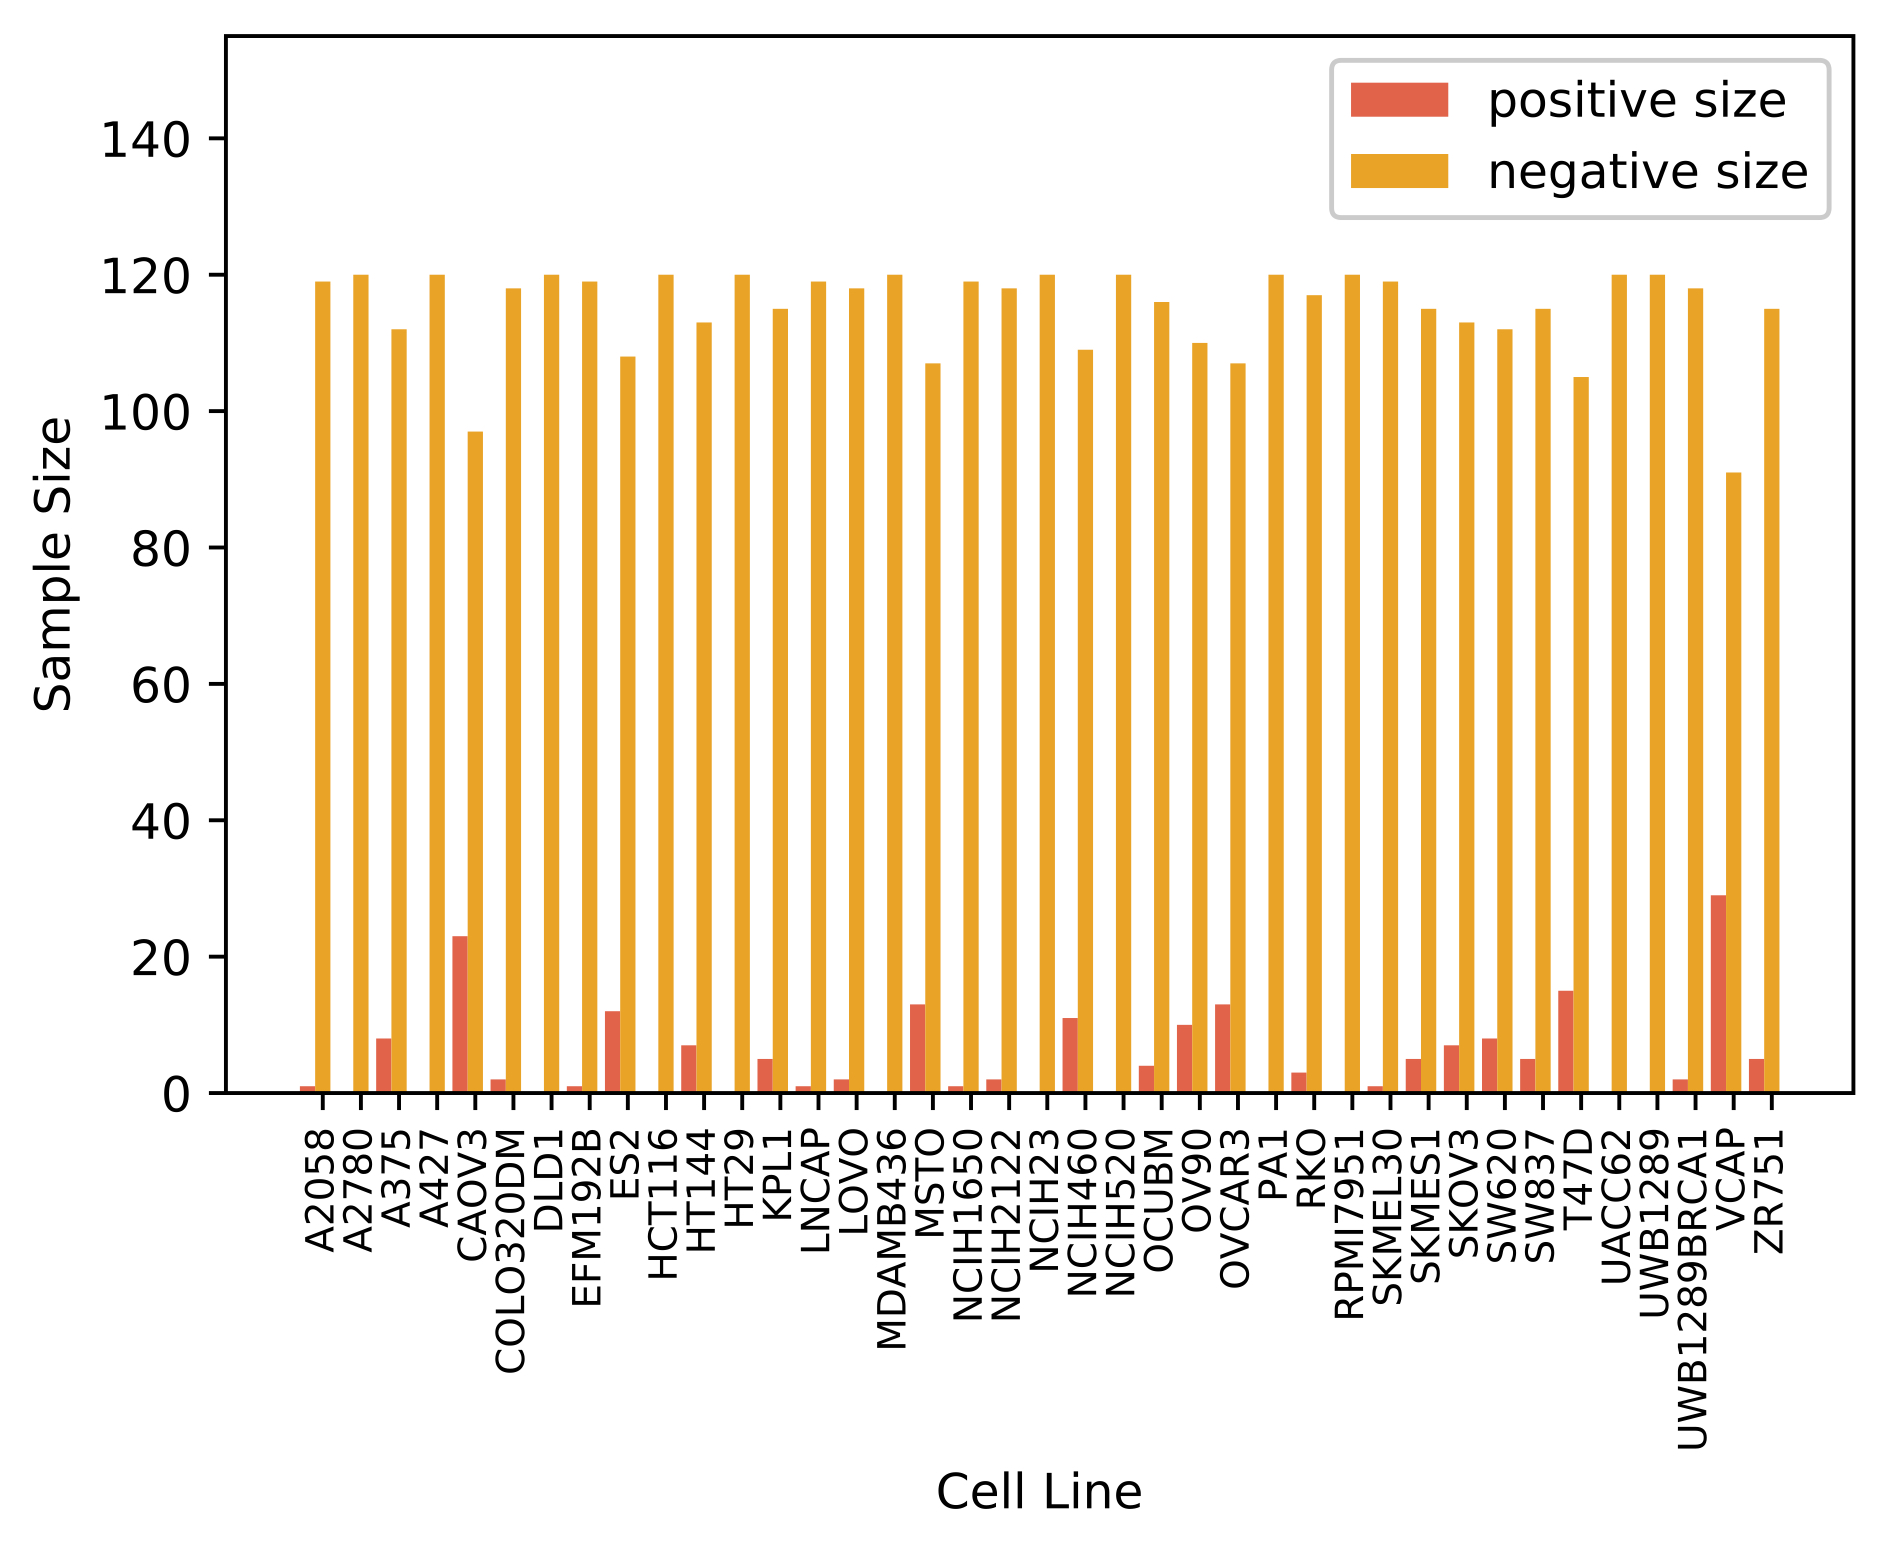 positive size
negative size
Sample Size
140
120
100
80
60
40
20
0
A2058
A2780
A375
A427
CAOV3
COLO320DM
DLD1
EFM192B
ES2
HCT116
HT144
HT29
KPL1
LNCAP
LOVO
MDAMB436
MSTO
NCIH1650
NCIH2122
NCIH23
NCIH460
NCIH520
OCUBM
OV90
OVCAR3
PA1
RKO
RPMI7951
SKMEL30
SKMES1
SKOV3
SW620
SW837
T47D
UACC62
UWB1289
UWB1289BRCA1
VCAP
ZR751
Cell Line